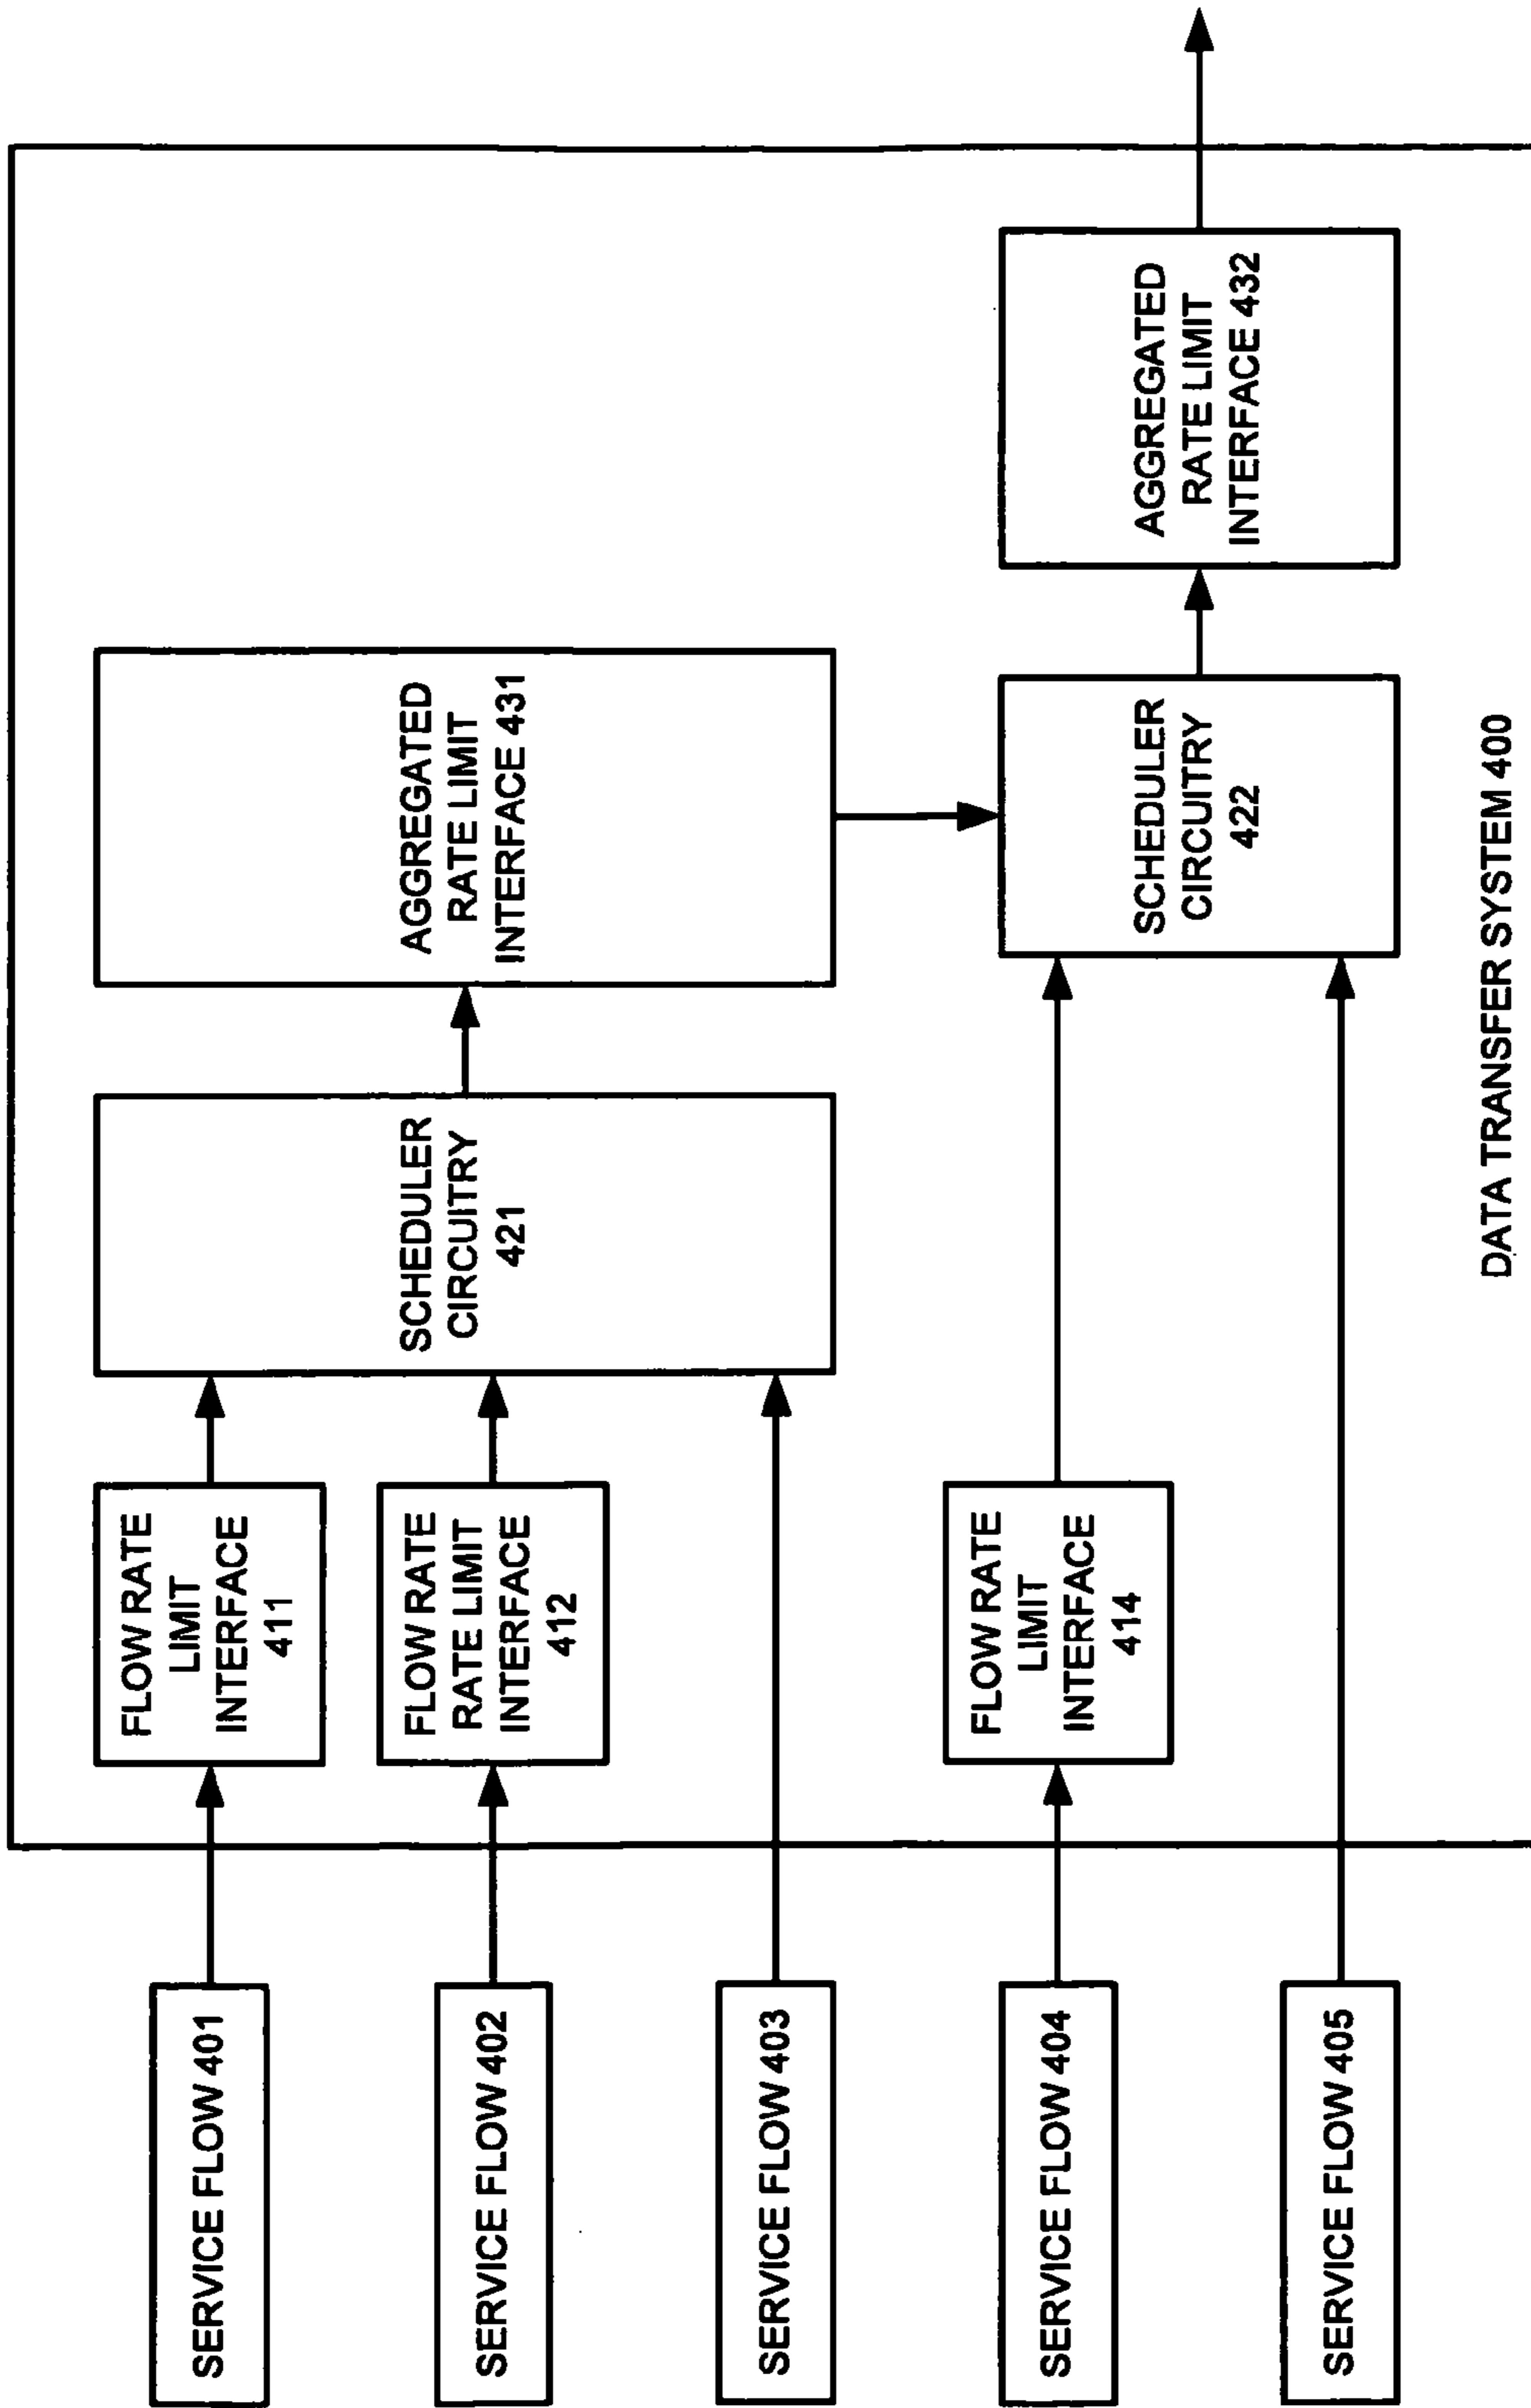 SERVICE FLOW 401
SERVICE FLOW 402
SERVICE FLOW 403
SERVICE FLOW 404
SERVICE FLOW 405
FLOW RATE
LIMIT
INTERFACE
411
FLOW RATE
RATE LIMIT
INTERFACE
412
FLOW RATE
LIMIT
INTERFACE
414
SCHEDULER
CIRCUITRY
421
AGGREGATED
RATE LIMIT
INTERFACE 431
SCHEDULER
CIRCUITRY
422
AGGREGATED
RATE LIMIT
INTERFACE 432
DATA TRANSFER SYSTEM 400